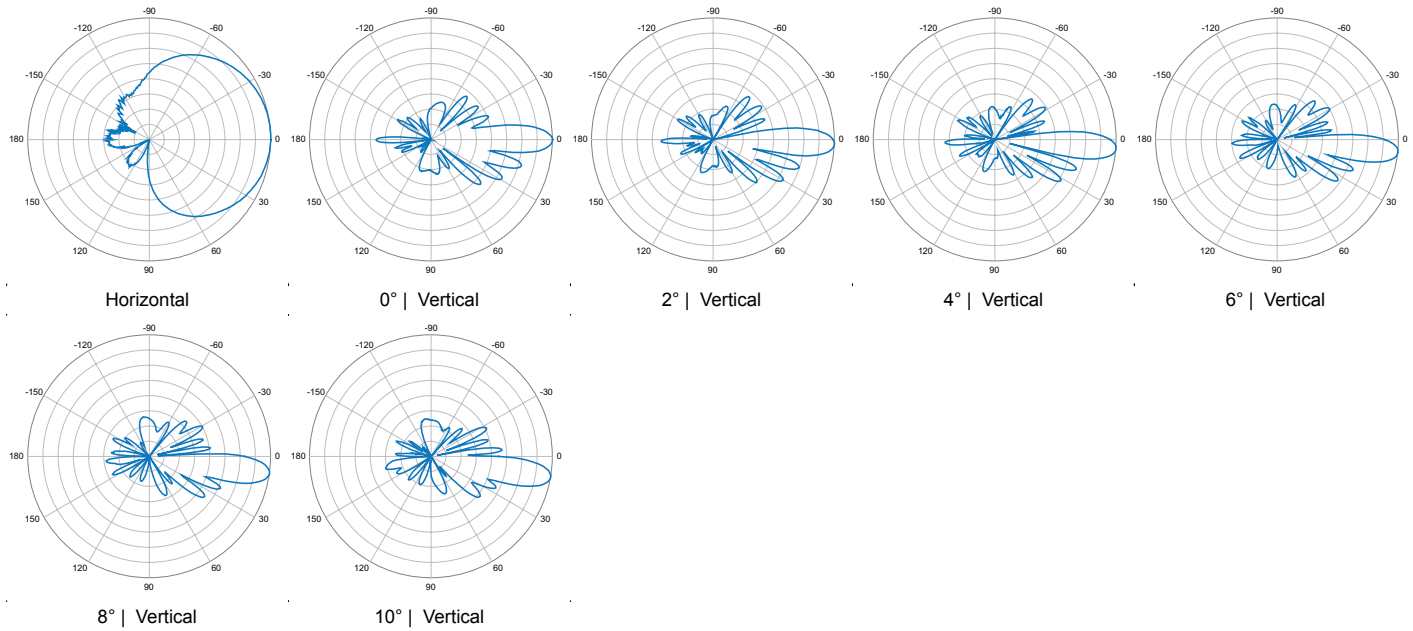 -90 -90 -90 -90 -90
-120 -60 -120 -60 -120 -60 -120 -60 -120 -60
-150 -30 -150 -30 -150 -30 -150 -30 -150 -30
180 0 180 0 180 0 180 0 180 0
150 30 150 30 150 30 150 30 150 30
120 60 120 60 120 60 120 60 120 60
90 90 90 90 90
Horizontal 0° | Vertical 2° | Vertical 4° | Vertical 6° | Vertical
-90 -90
-120 -60 -120 -60
-150 -30 -150 -30
180 0 180 0
150 30 150 30
120 60 120 60
90 90
8° | Vertical 10° | Vertical